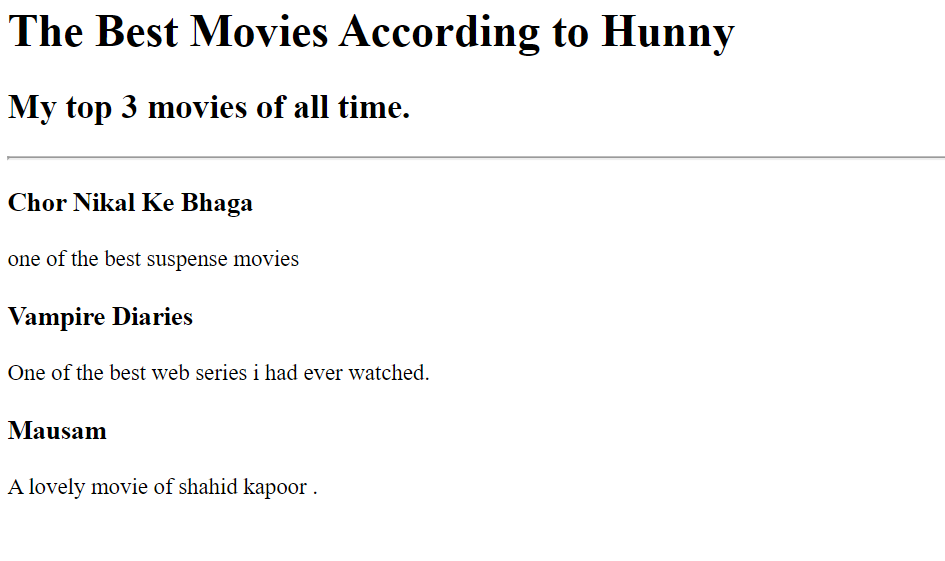 The Best Movies According to Hunny
My top 3 movies of all time.
Chor Nikal Ke Bhaga
one of the best suspense movies
Vampire Diaries
One of the best web series i had ever watched.
Mausam
A lovely movie of shahid kapoor .